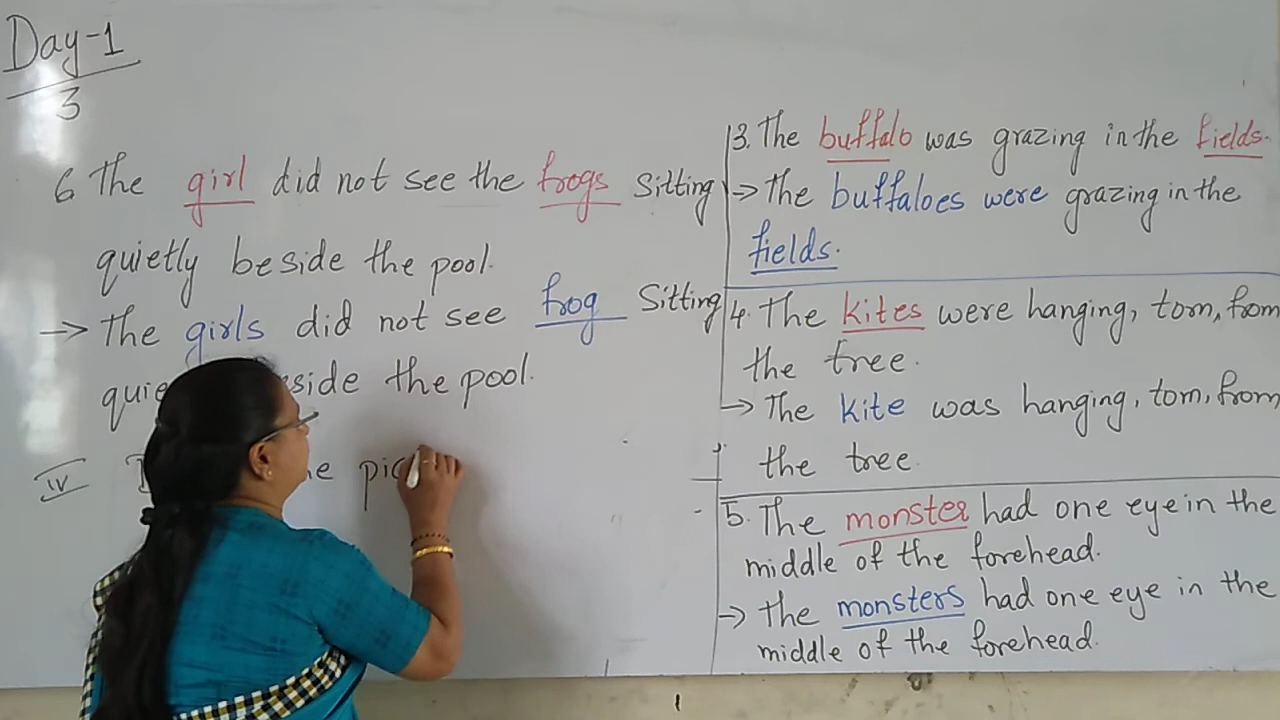 Day-1
3
6. The girl did not see the frogs Sitting
quietly beside the pool.
→ The girls did not see frog Sitting
beside the pool.
IV the pic
3. The buffalo was grazing in the fields.
→ The buffaloes were grazing in the
fields.
4. The kites were hanging, torn, from
the tree.
→ The kite was hanging, torn, from
the tree.
5. The monster had one eye in the
middle of the forehead.
→ The monsters had one eye in the
middle of the forehead.